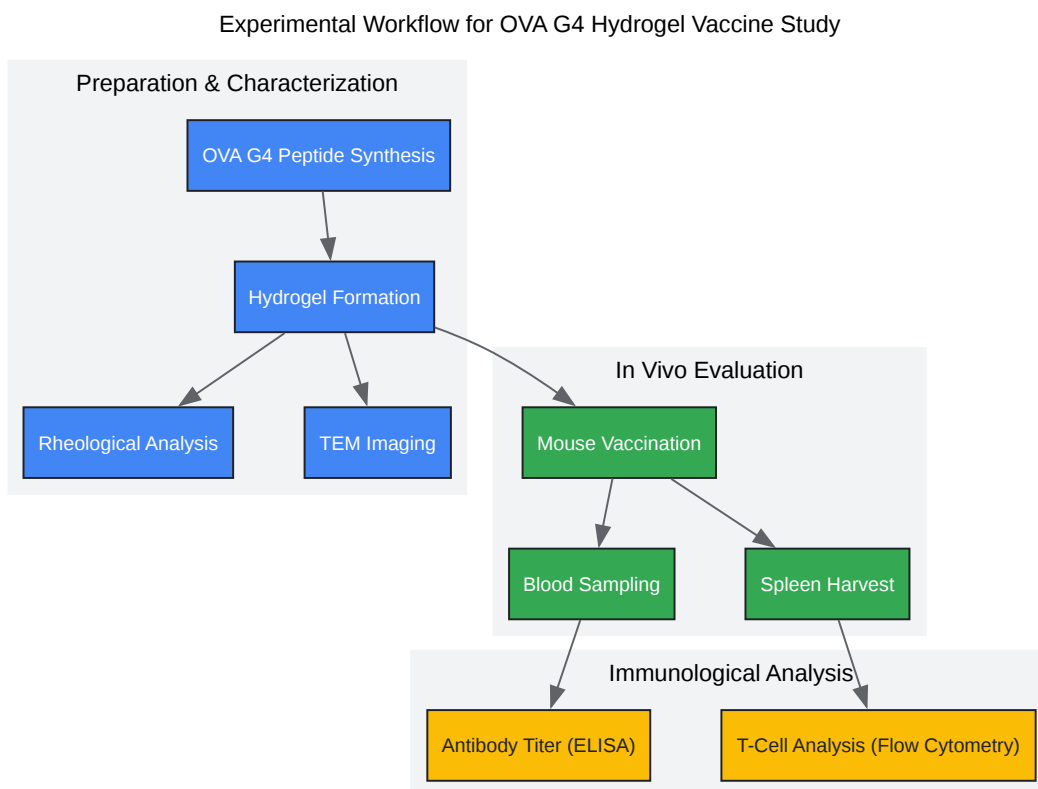 Experimental Workflow for OVA G4 Hydrogel Vaccine Study
Preparation & Characterization
OVA G4 Peptide Synthesis
Hydrogel Formation
Rheological Analysis
TEM Imaging
In Vivo Evaluation
Mouse Vaccination
Blood Sampling
Spleen Harvest
Immunological Analysis
Antibody Titer (ELISA)
T-Cell Analysis (Flow Cytometry)